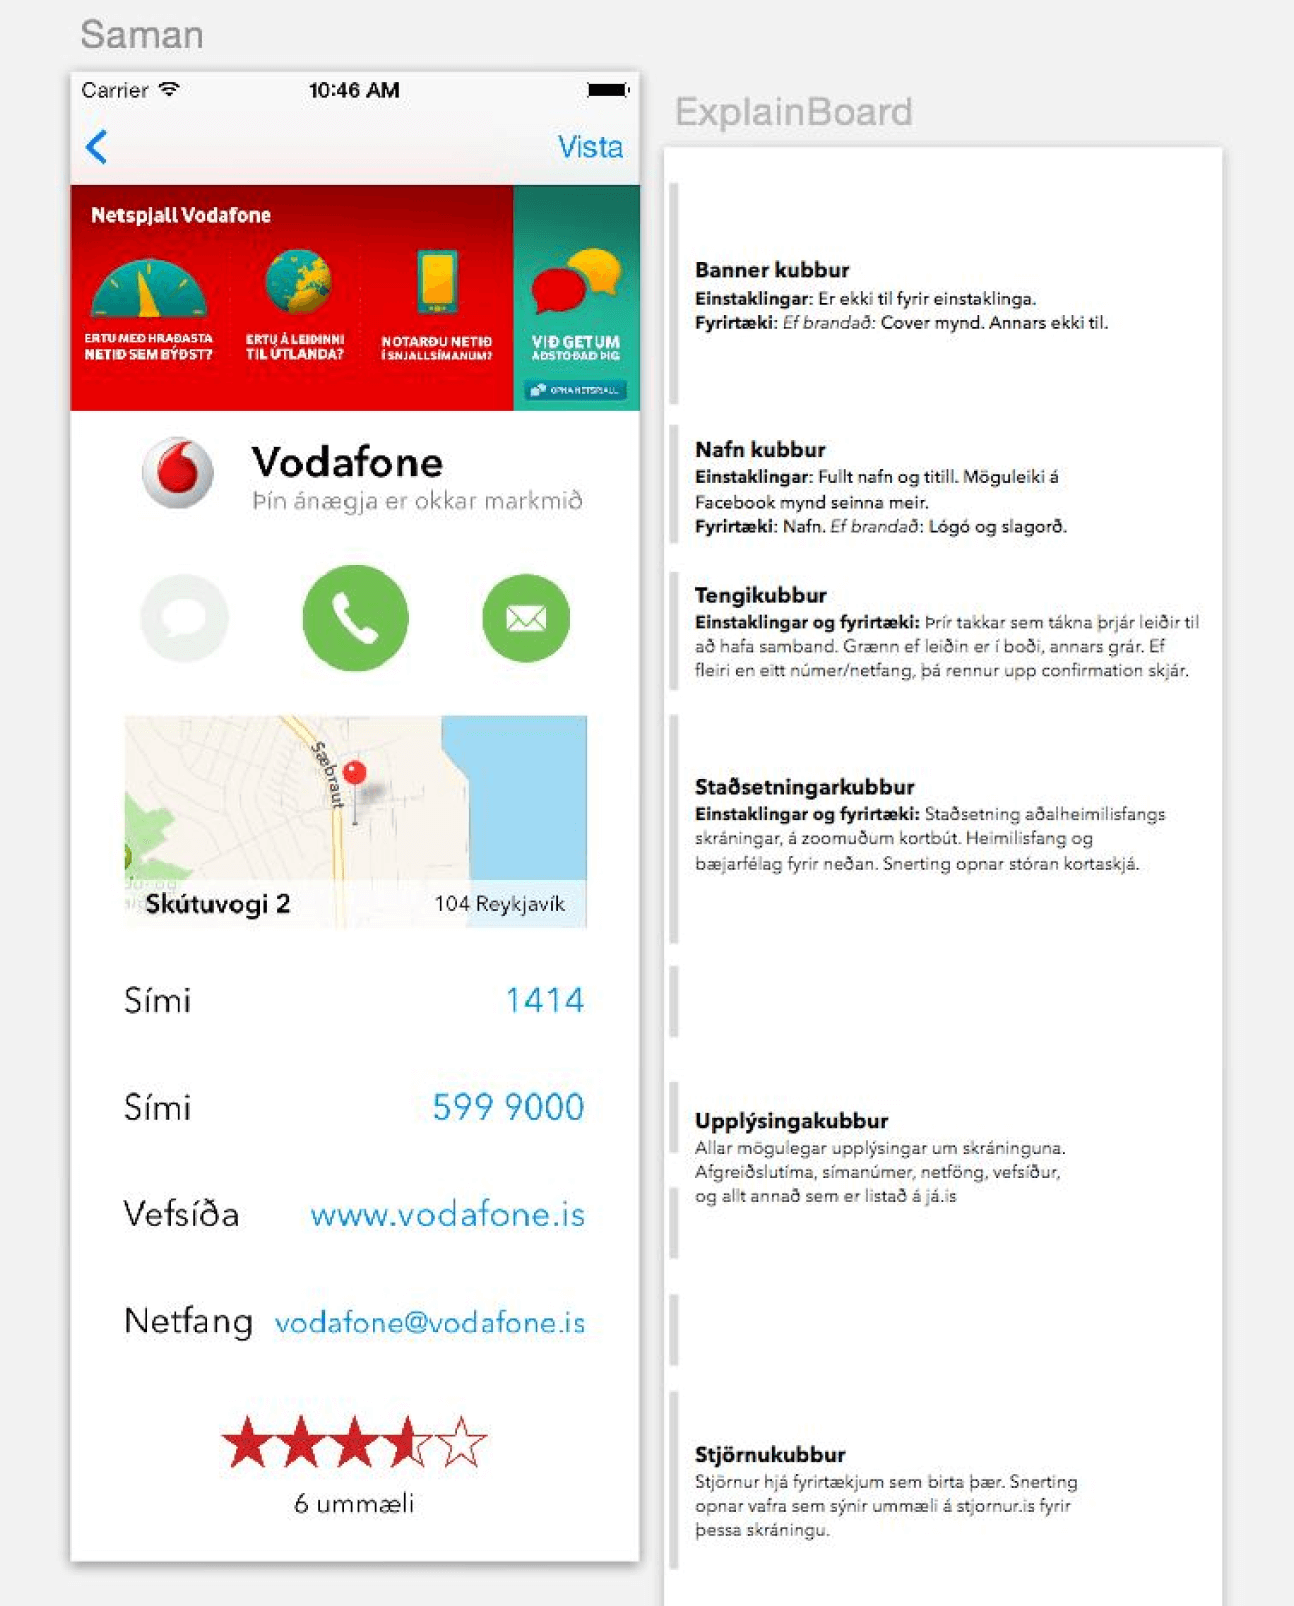 Saman
Carrier
10:46 AM
Vista
Netspjall Vodafone
ERTU MEÐ HRAÐASTA
NETIÐ SEM BÝÐST?
ERTU Á LEIÐINNI
TIL ÚTLANDA?
NOTARÐU NETIÐ
Í SNJALLSÍMANUM?
VIÐ GETUM
AÐSTOÐAÐ ÞIG
OPNA NETSPJALL
Vodafone
Þín ánægja er okkar markmið
Sæbraut
Skútuvogi 2
104 Reykjavík
Sími
1414
Sími
599 9000
Vefsíða
www.vodafone.is
Netfang
vodafone@vodafone.is
6 ummæli
ExplainBoard
Banner kubbur
Einstaklingar: Er ekki til fyrir einstaklinga.
Fyrirtæki: Ef brandað: Cover mynd. Annars ekki til.
Nafn kubbur
Einstaklingar: Fullt nafn og titill. Möguleiki á
Facebook mynd seinna meir.
Fyrirtæki: Nafn. Ef brandað: Lógó og slagorð.
Tengikubbur
Einstaklingar og fyrirtæki: Þrír takkar sem tákna þrjár leiðir til
að hafa samband. Grænn ef leiðin er í boði, annars grár. Ef
fleiri en eitt númer/netfang, þá rennur upp confirmation skjár.
Staðsetningarkubbur
Einstaklingar og fyrirtæki: Staðsetning aðalheimilisfangs
skráningar, á zoomuðum kortbút. Heimilisfang og
bæjarfélag fyrir neðan. Snerting opnar stóran kortaskjá.
Upplýsingakubbur
Allar mögulegar upplýsingar um skráninguna.
Afgreiðslutíma, símanúmer, netföng, vefsíður,
og allt annað sem er listað á já.is
Stjörnukubbur
Stjörnur hjá fyrirtækjum sem birta þær. Snerting
opnar vafra sem sýnir ummæli á stjornur.is fyrir
þessa skráningu.